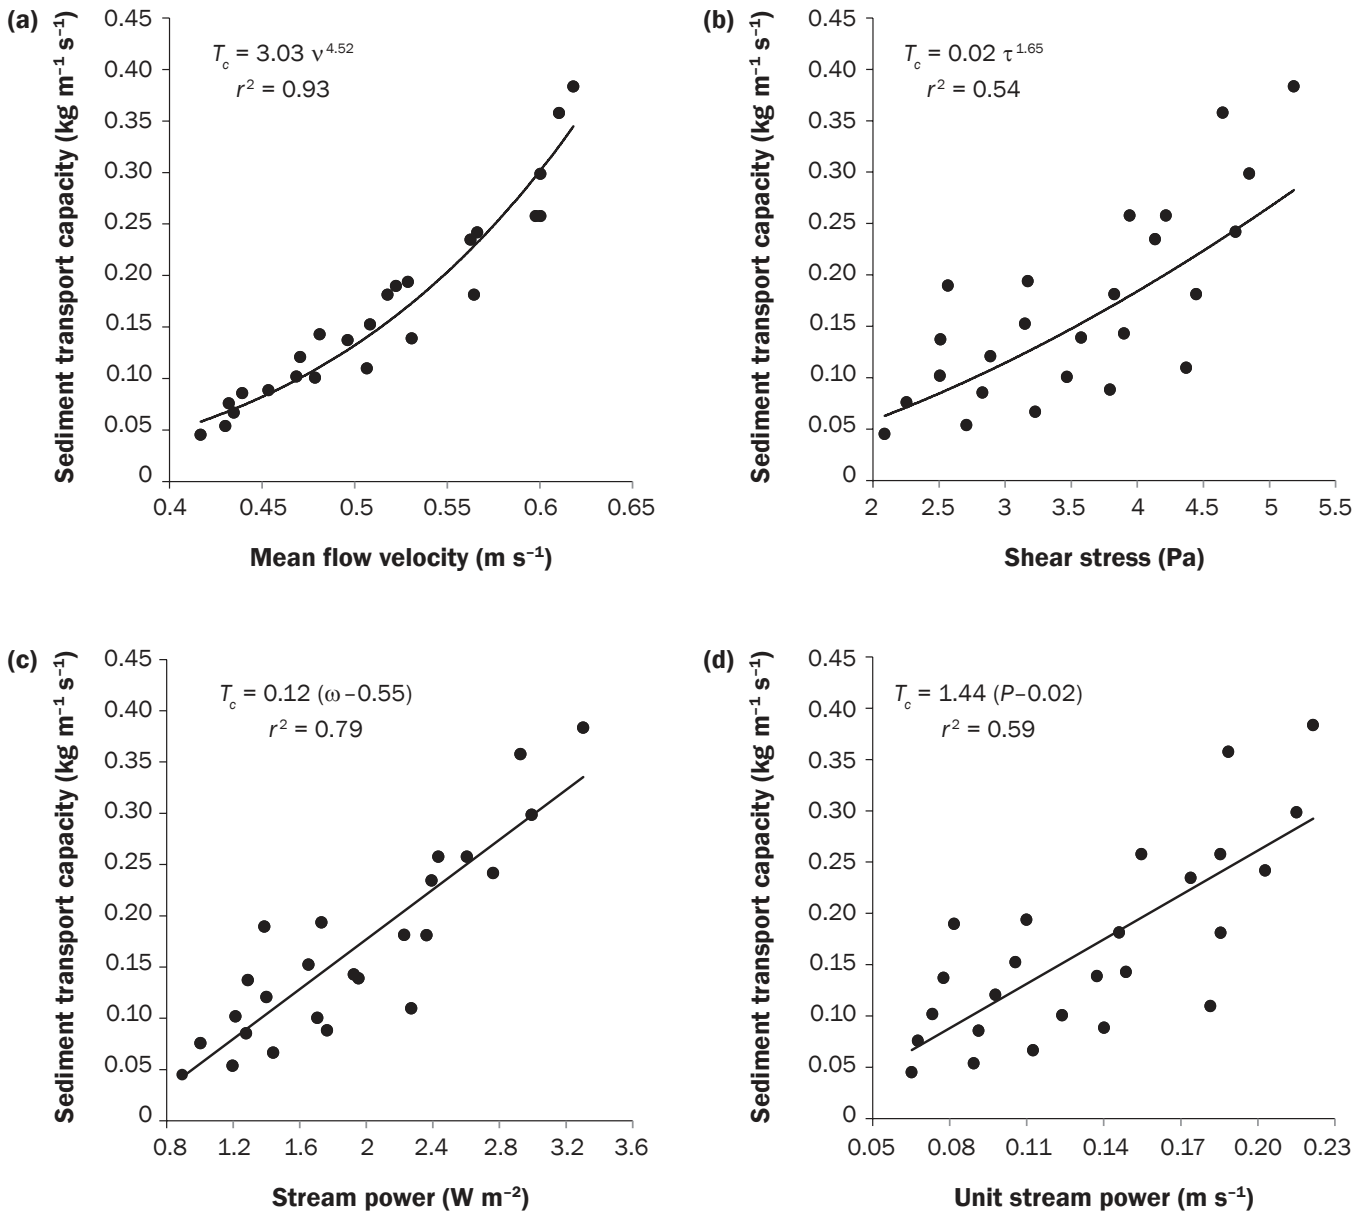 (a)
Sediment transport capacity (kg m⁻¹ s⁻¹)
0.45
0.40
0.35
0.30
0.25
0.20
0.15
0.10
0.05
0
T_c = 3.03 v^4.52
r² = 0.93
0.4 0.45 0.5 0.55 0.6 0.65
Mean flow velocity (m s⁻¹)
(b)
Sediment transport capacity (kg m⁻¹ s⁻¹)
0.45
0.40
0.35
0.30
0.25
0.20
0.15
0.10
0.05
0
T_c = 0.02 τ^1.65
r² = 0.54
2 2.5 3 3.5 4 4.5 5 5.5
Shear stress (Pa)
(c)
Sediment transport capacity (kg m⁻¹ s⁻¹)
0.45
0.40
0.35
0.30
0.25
0.20
0.15
0.10
0.05
0
T_c = 0.12 (ω–0.55)
r² = 0.79
0.8 1.2 1.6 2 2.4 2.8 3.2 3.6
Stream power (W m⁻²)
(d)
Sediment transport capacity (kg m⁻¹ s⁻¹)
0.45
0.40
0.35
0.30
0.25
0.20
0.15
0.10
0.05
0
T_c = 1.44 (P–0.02)
r² = 0.59
0.05 0.08 0.11 0.14 0.17 0.20 0.23
Unit stream power (m s⁻¹)